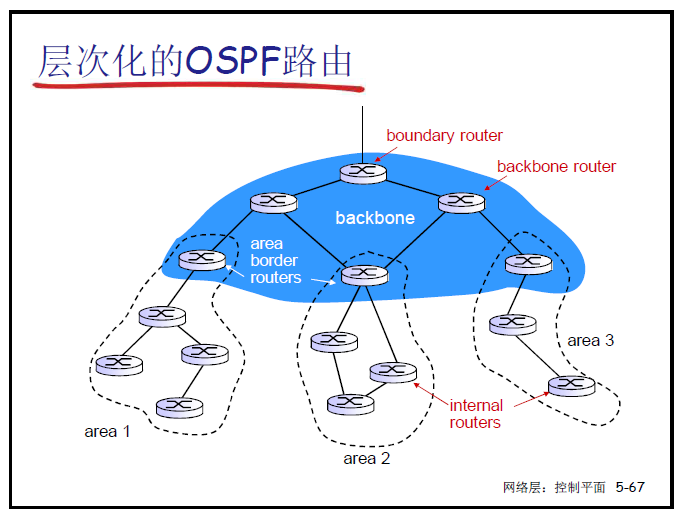 层次化的OSPF路由
boundary router
backbone router
backbone
area
border
routers
area 3
internal
routers
area 1
area 2
网络层：控制平面 5-67